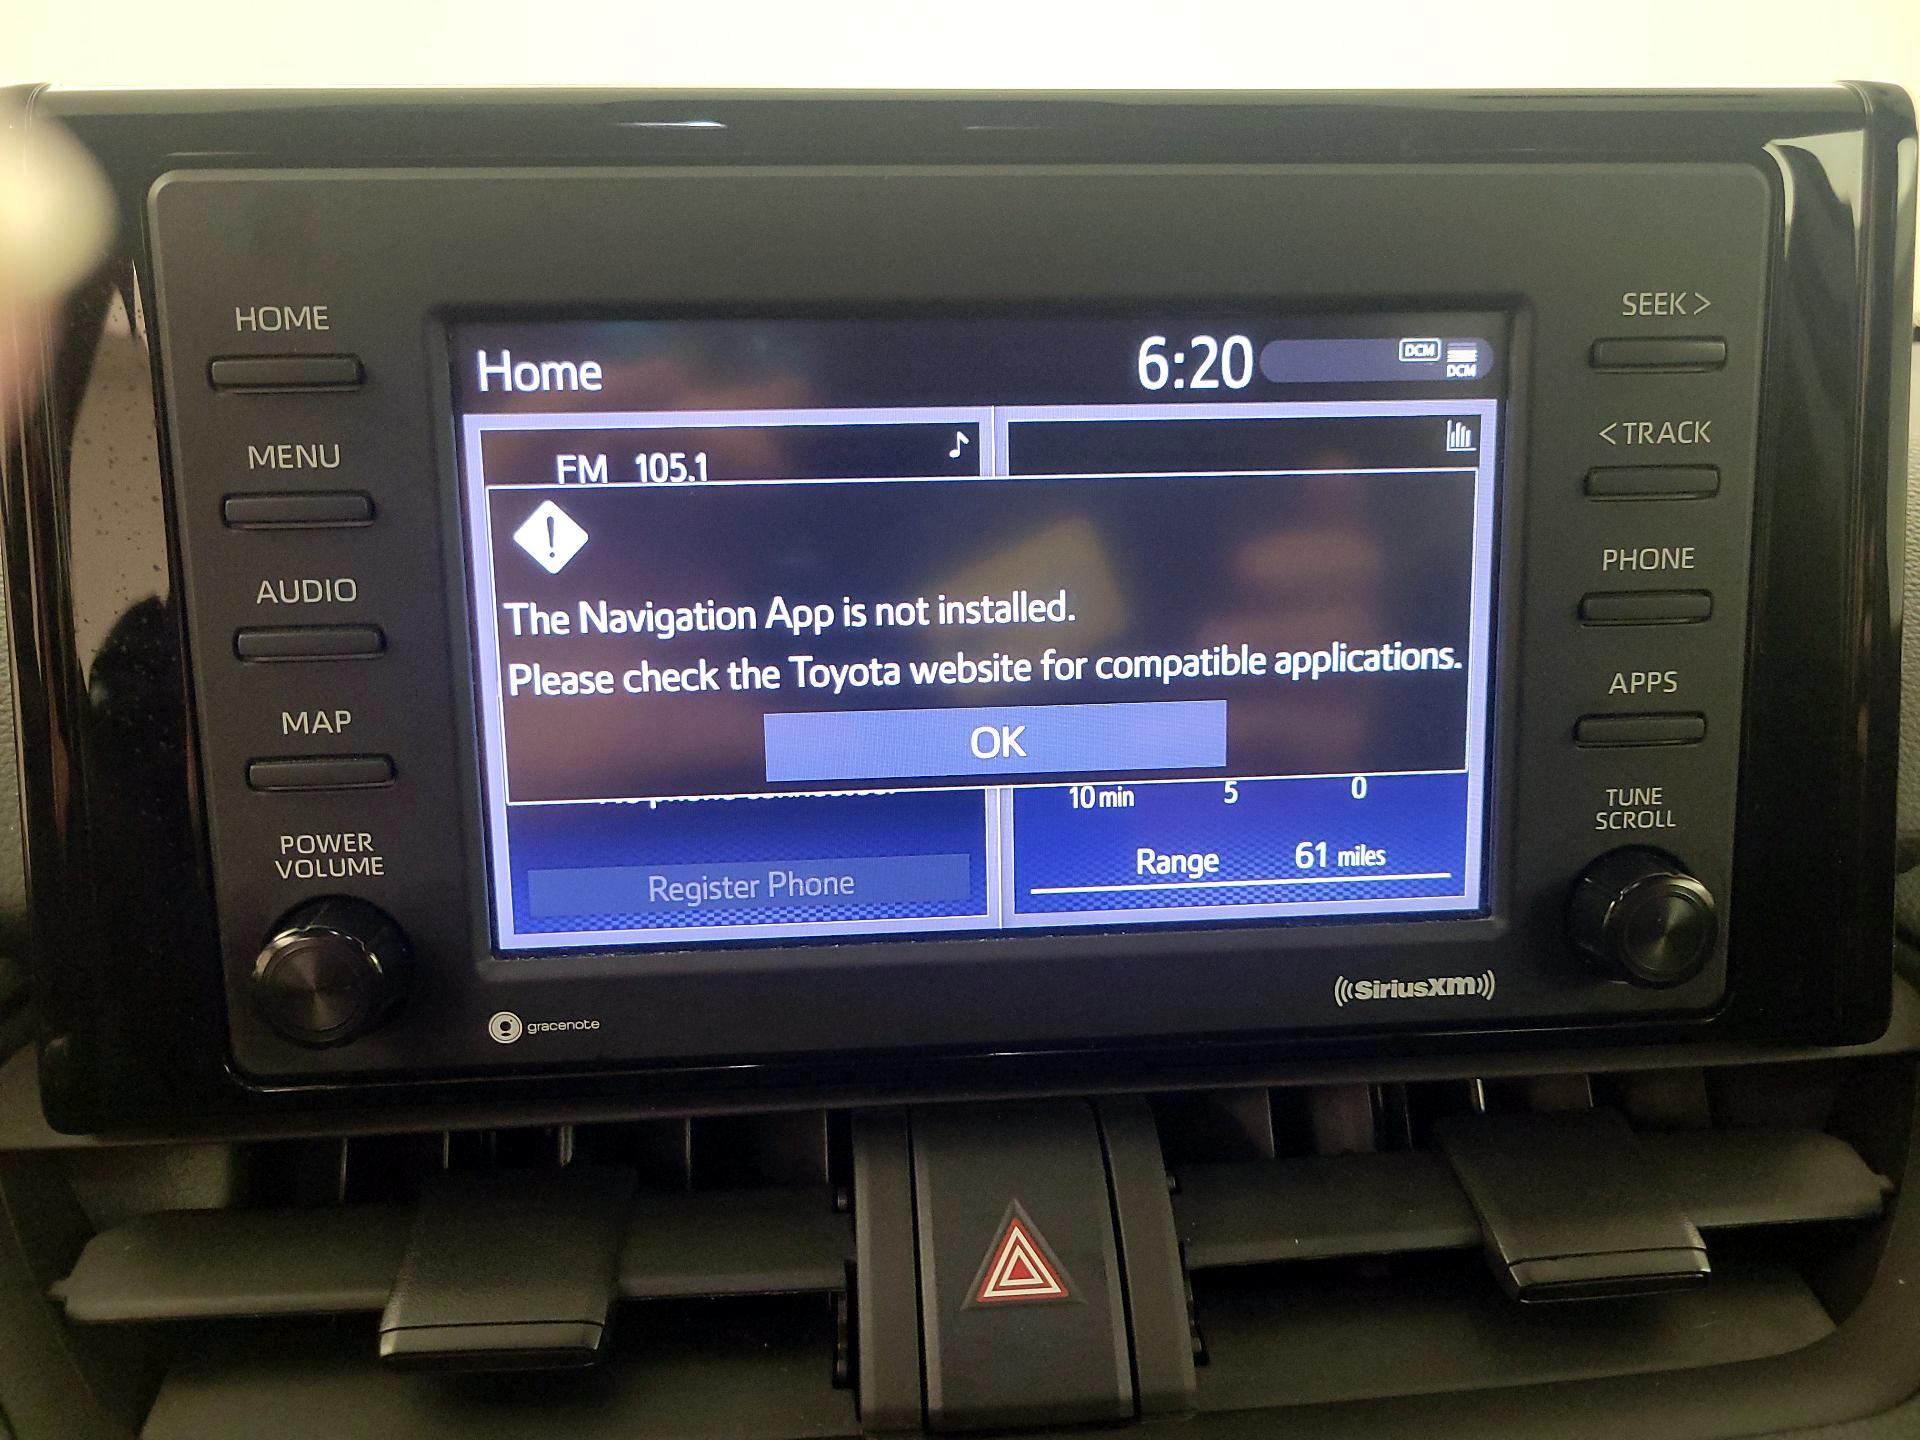 HOME
MENU
AUDIO
MAP
POWER
VOLUME
Home
6:20
DCM
DCM
FM 105.1
!
The Navigation App is not installed.
Please check the Toyota website for compatible applications.
OK
10 min 5 0
Range 61 miles
Register Phone
SEEK >
< TRACK
PHONE
APPS
TUNE
SCROLL
gracenote
((SiriusXM))